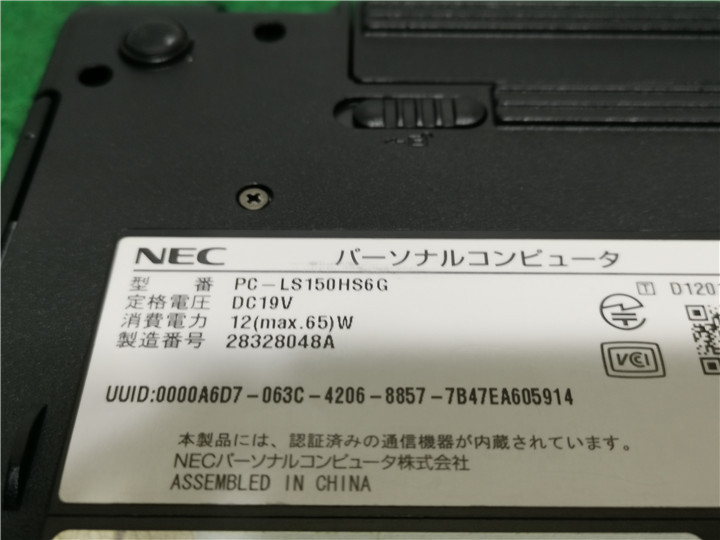 NEC パーソナルコンピュータ
型 番 PC-LS150HS6G
T D120
定格電圧 DC19V
消費電力 12(max.65)W
製造番号 28328048A
VCCI
UUID:0000A6D7-063C-4206-8857-7B47EA605914
本製品には、認証済みの通信機器が内蔵されています。
NECパーソナルコンピュータ株式会社
ASSEMBLED IN CHINA